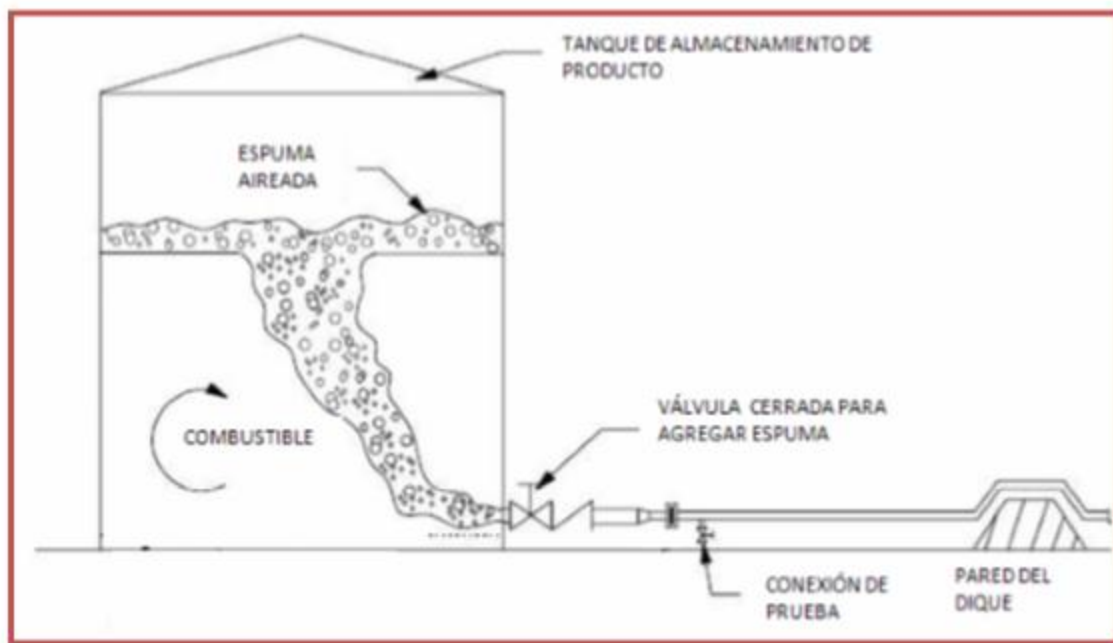 TANQUE DE ALMACENAMIENTO DE
PRODUCTO
ESPUMA
AIREADA
VÁLVULA CERRADA PARA
AGREGAR ESPUMA
COMBUSTIBLE
CONEXIÓN DE
PRUEBA
PARED DEL
DIQUE